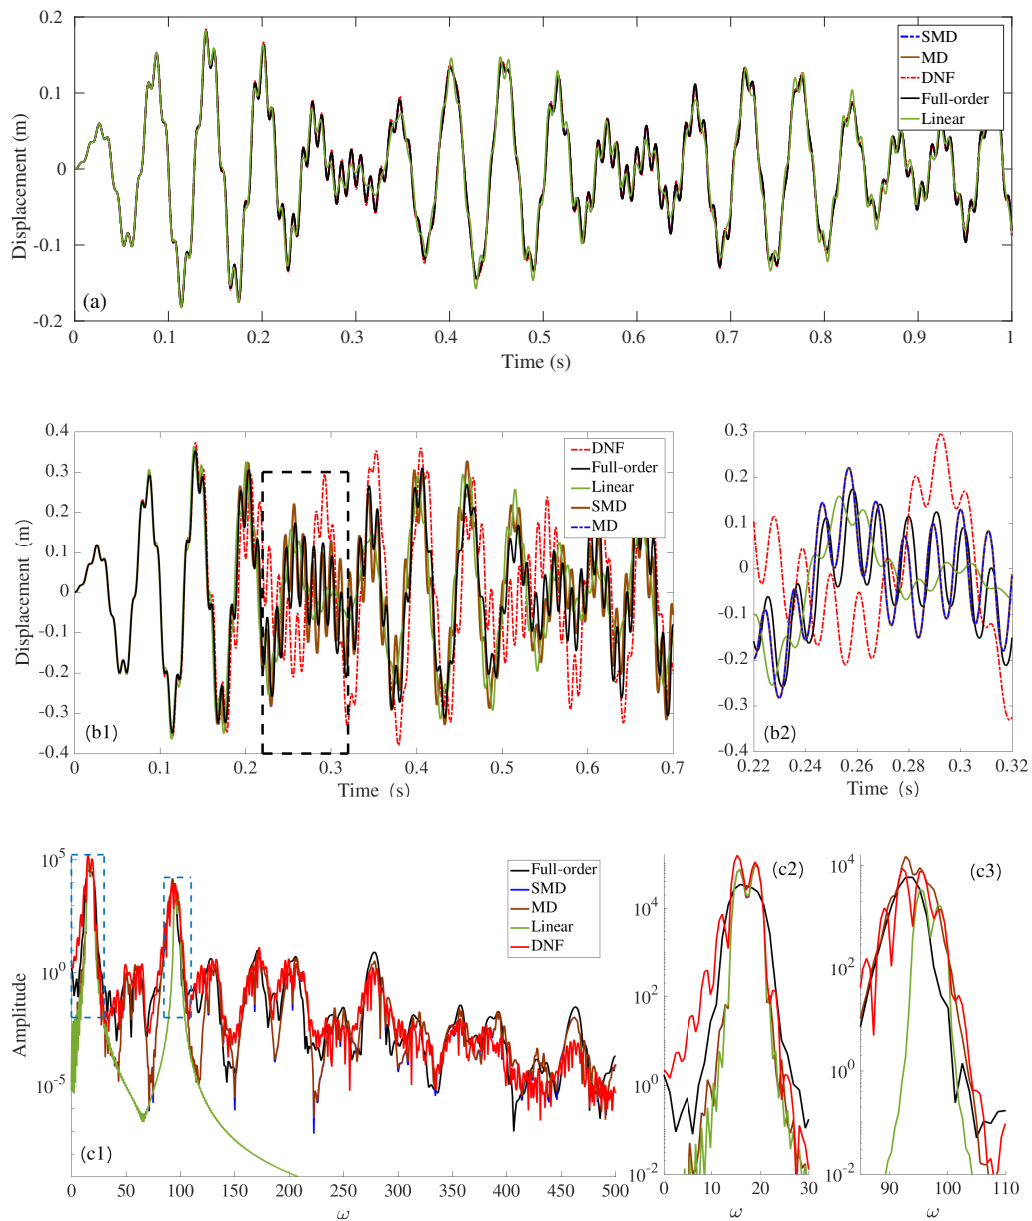 0.2
0.1
0
-0.1
-0.2
Displacement (m)
(a)
SMD
MD
DNF
Full-order
Linear
0 0.1 0.2 0.3 0.4 0.5 0.6 0.7 0.8 0.9 1
Time (s)
0.4
0.3
0.2
0.1
0
-0.1
-0.2
-0.3
-0.4
Displacement (m)
(b1)
DNF
Full-order
Linear
SMD
MD
0 0.1 0.2 0.3 0.4 0.5 0.6 0.7
Time (s)
0.3
0.2
0.1
0
-0.1
-0.2
-0.3
-0.4
(b2)
0.22 0.24 0.26 0.28 0.3 0.32
Time (s)
10^5
10^0
10^-5
Amplitude
(c1)
Full-order
SMD
MD
Linear
DNF
0 50 100 150 200 250 300 350 400 450 500
ω
10^4
10^2
10^0
10^-2
(c2)
0 10 20 30
ω
10^4
10^2
10^0
10^-2
(c3)
90 100 110
ω